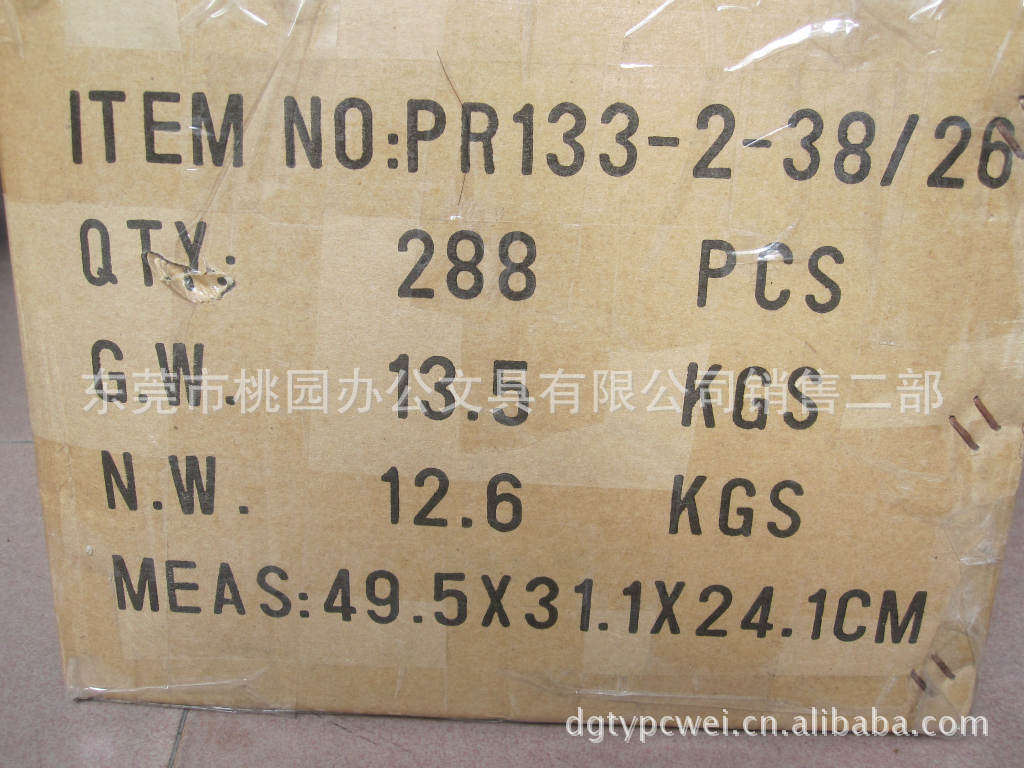 ITEM NO:PR133-2-38/26
QTY. 288 PCS
G.W. 13.5 KGS
东莞市桃园办公文具有限公司销售二部
N.W. 12.6 KGS
MEAS:49.5X31.1X24.1CM
dgtypcwei.cn.alibaba.com